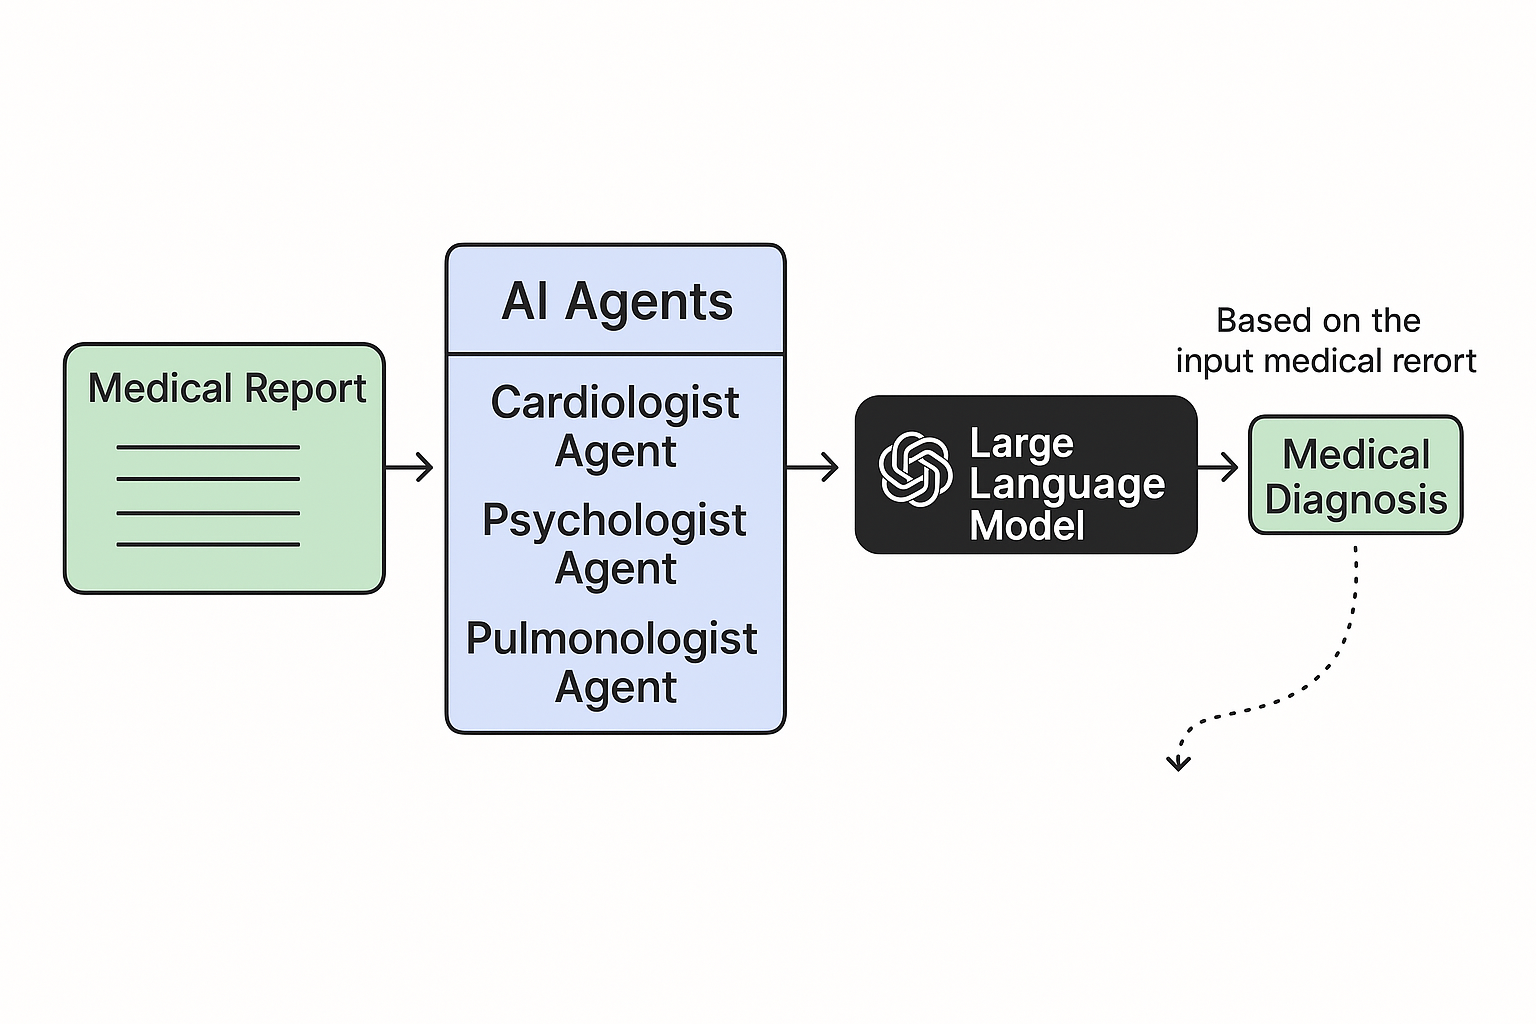 Medical Report
AI Agents
Cardiologist
Agent
Psychologist
Agent
Pulmonologist
Agent
Large
Language
Model
Based on the
input medical rerort
Medical
Diagnosis